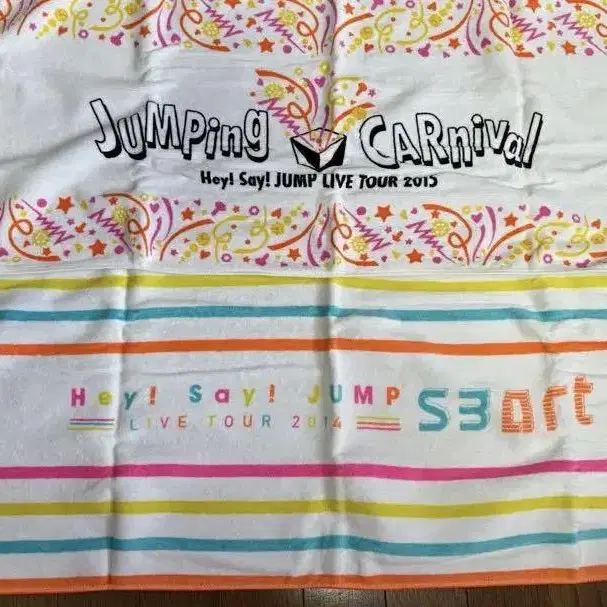 JUMPing CARnival
Hey! Say! JUMP LIVE TOUR 2015
Hey! Say! JUMP
LIVE TOUR 2014
S3ART